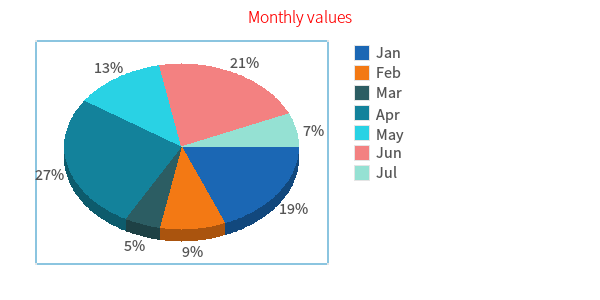 Monthly values
13%
21%
7%
27%
19%
5%
9%
Jan
Feb
Mar
Apr
May
Jun
Jul